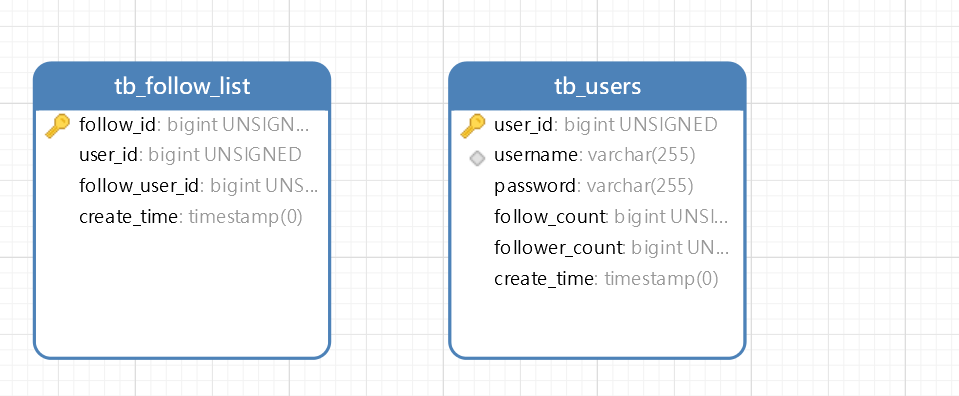 tb_follow_list
follow_id: bigint UNSIGN...
user_id: bigint UNSIGNED
follow_user_id: bigint UNS...
create_time: timestamp(0)
tb_users
user_id: bigint UNSIGNED
username: varchar(255)
password: varchar(255)
follow_count: bigint UNSI...
follower_count: bigint UN...
create_time: timestamp(0)